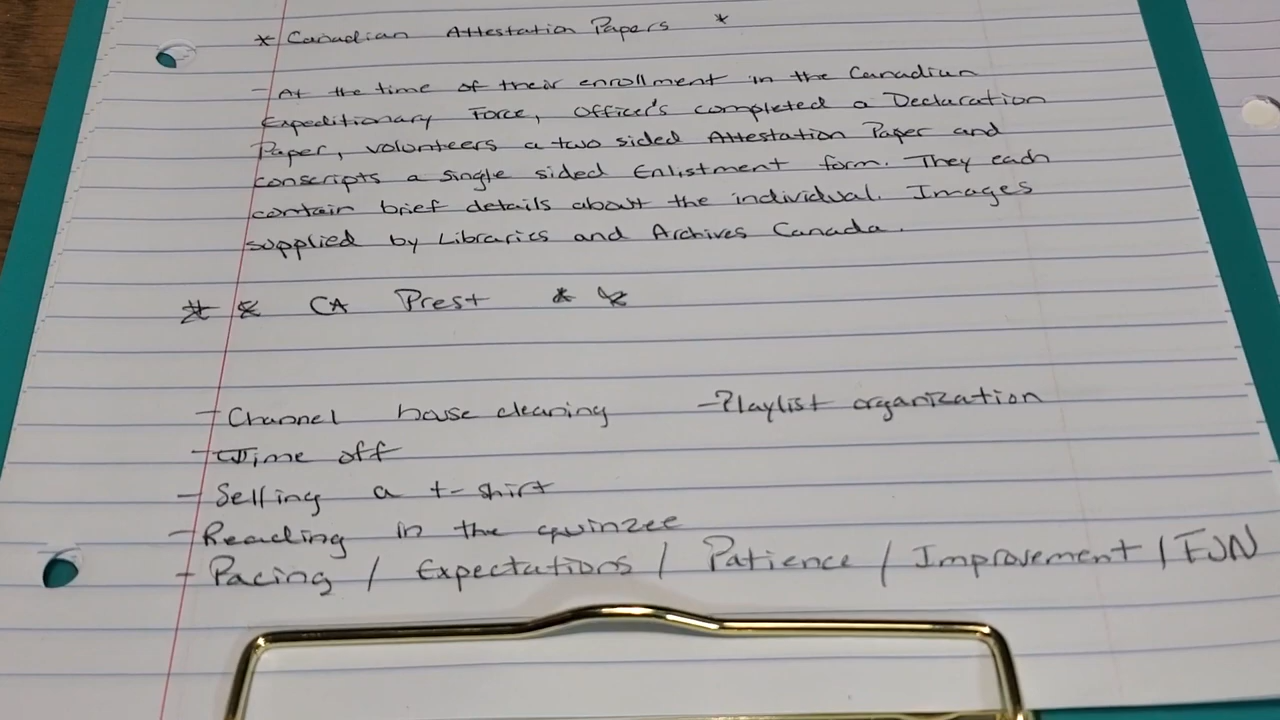 * Canadian Attestation Papers *
- At the time of their enrollment in the Canadian
Expeditionary Force, Officer's completed a Declaration
Paper, volunteers a two sided Attestation Paper and
conscripts a single sided Enlistment form. They each
contain brief details about the individual. Images
supplied by Libraries and Archives Canada.
* * CA Prest * *
- Channel house cleaning - Playlist organization
- Time off
- Selling a t-shirt
- Reading in the quinzee
- Pacing / Expectations / Patience / Improvement / FUN